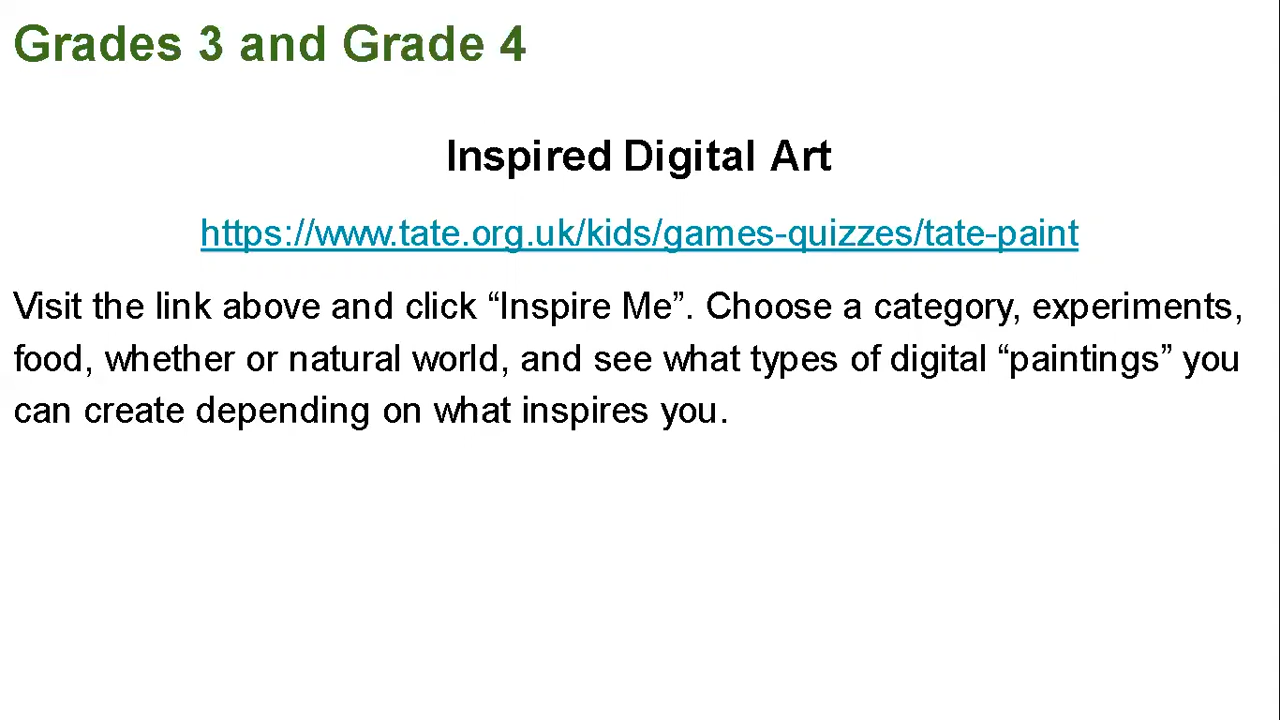 Grades 3 and Grade 4
Inspired Digital Art
https://www.tate.org.uk/kids/games-quizzes/tate-paint
Visit the link above and click “Inspire Me”. Choose a category, experiments,
food, whether or natural world, and see what types of digital “paintings” you
can create depending on what inspires you.